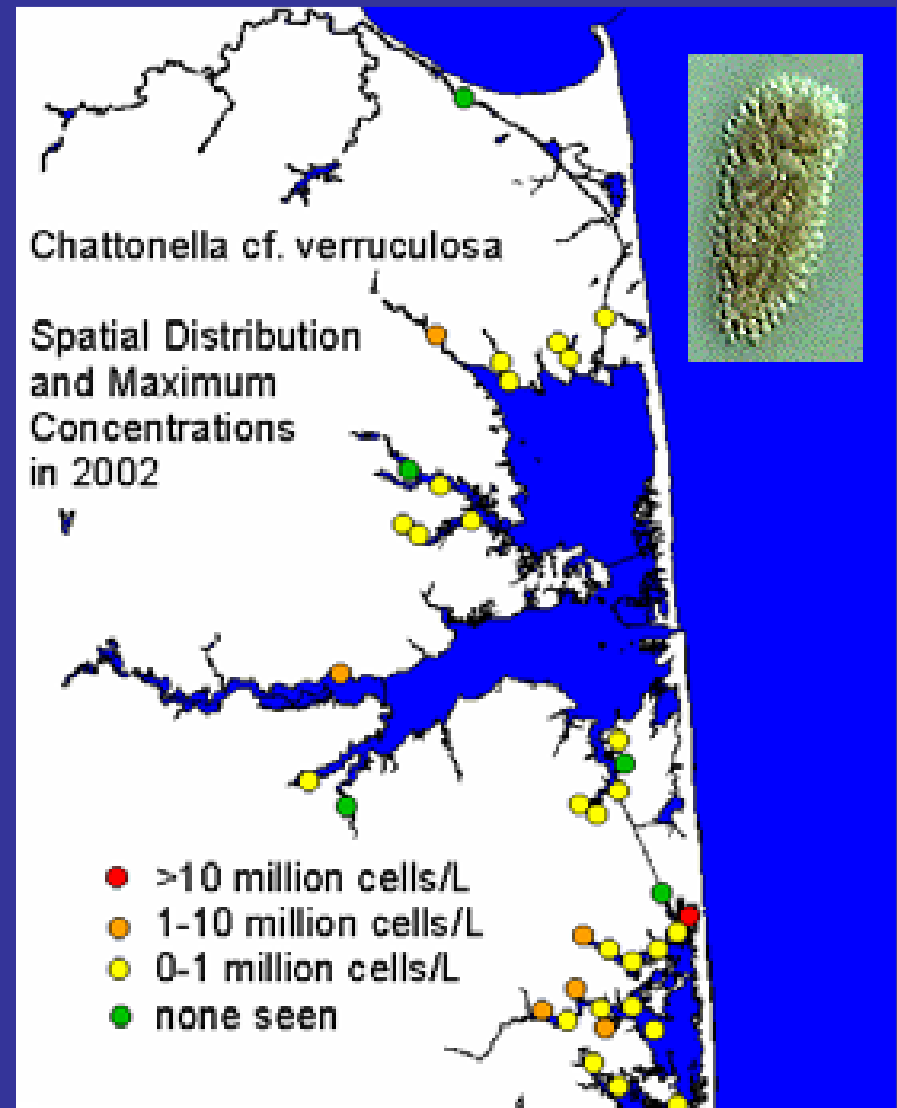 Chattonella cf. verruculosa
Spatial Distribution
and Maximum
Concentrations
in 2002
>10 million cells/L
1-10 million cells/L
0-1 million cells/L
none seen